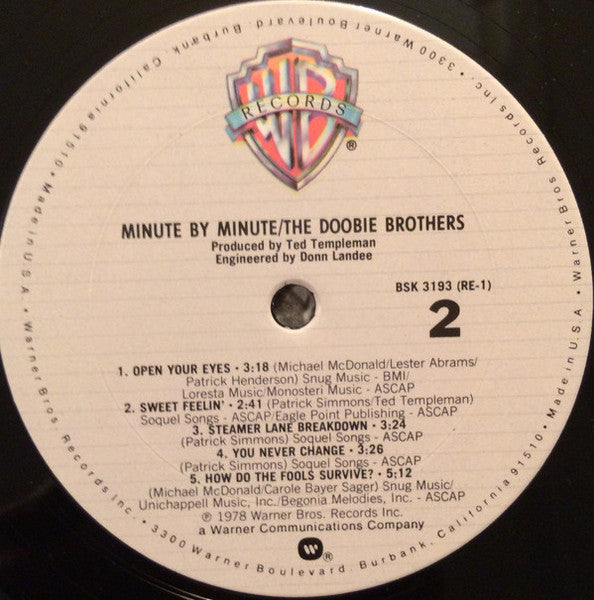 WB
RECORDS
®
MINUTE BY MINUTE/THE DOOBIE BROTHERS
Produced by Ted Templeman
Engineered by Donn Landee
BSK 3193 (RE-1)
2
1. OPEN YOUR EYES • 3:18 (Michael McDonald/Lester Abrams/
Patrick Henderson) Snug Music - BMI/
Loresta Music/Monosteri Music - ASCAP
2. SWEET FEELIN' • 2:41 (Patrick Simmons/Ted Templeman)
Soquel Songs - ASCAP/Eagle Point Publishing - ASCAP
3. STEAMER LANE BREAKDOWN • 3:24
(Patrick Simmons) Soquel Songs - ASCAP
4. YOU NEVER CHANGE • 3:26
(Patrick Simmons) Soquel Songs - ASCAP
5. HOW DO THE FOOLS SURVIVE? • 5:12
(Michael McDonald/Carole Bayer Sager) Snug Music/
Unichappell Music, Inc./Begonia Melodies, Inc. - ASCAP
℗ 1978 Warner Bros. Records Inc.
a Warner Communications Company
W®
Warner Bros. Records Inc. • 3300 Warner Boulevard, Burbank, California 91510 • Made in U.S.A. • Warner Bros. Records Inc. • 3300 Warner Boulevard, Burbank, California 91510 • Made in U.S.A. •